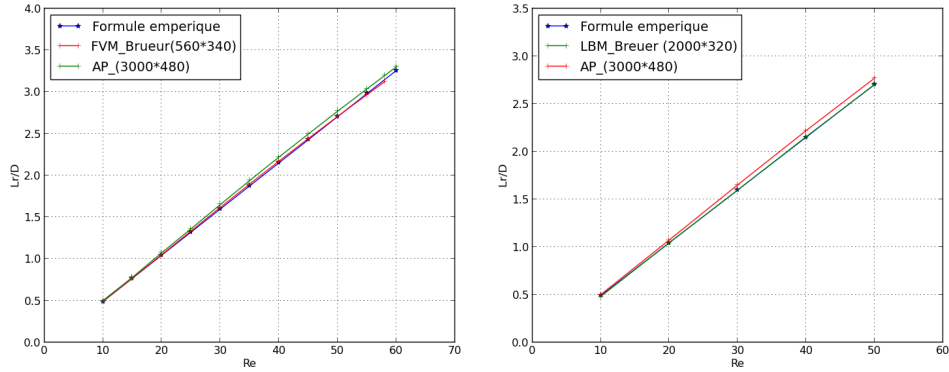 4.0
3.5
3.0
2.5
2.0
1.5
1.0
0.5
0.0
Lr/D
Formule emperique
FVM_Brueur(560*340)
AP_(3000*480)
0 10 20 30 40 50 60 70
Re
3.5
3.0
2.5
2.0
1.5
1.0
0.5
0.0
Lr/D
Formule emperique
LBM_Breuer (2000*320)
AP_(3000*480)
0 10 20 30 40 50 60
Re